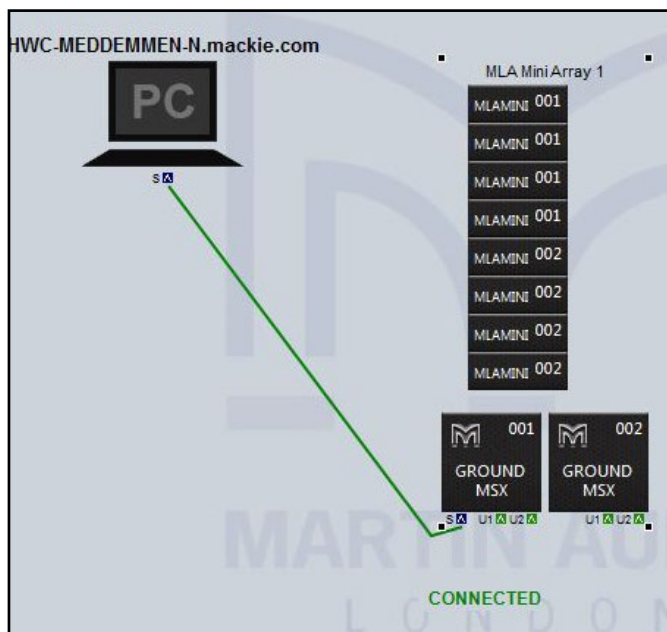 HWC-MEDDEMMEN-N.mackie.com
PC
S
MLA Mini Array 1
MLAMINI 001
MLAMINI 001
MLAMINI 001
MLAMINI 001
MLAMINI 002
MLAMINI 002
MLAMINI 002
MLAMINI 002
001
GROUND
MSX
S U1 U2
002
GROUND
MSX
U1 U2
MARTIN AU
CONNECTED
LONDON